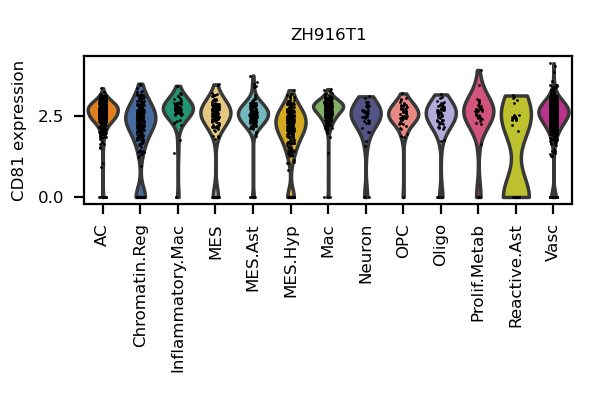 ZH916T1
CD81 expression
2.5
0.0
AC
Chromatin.Reg
Inflammatory.Mac
MES
MES.Ast
MES.Hyp
Mac
Neuron
OPC
Oligo
Prolif.Metab
Reactive.Ast
Vasc